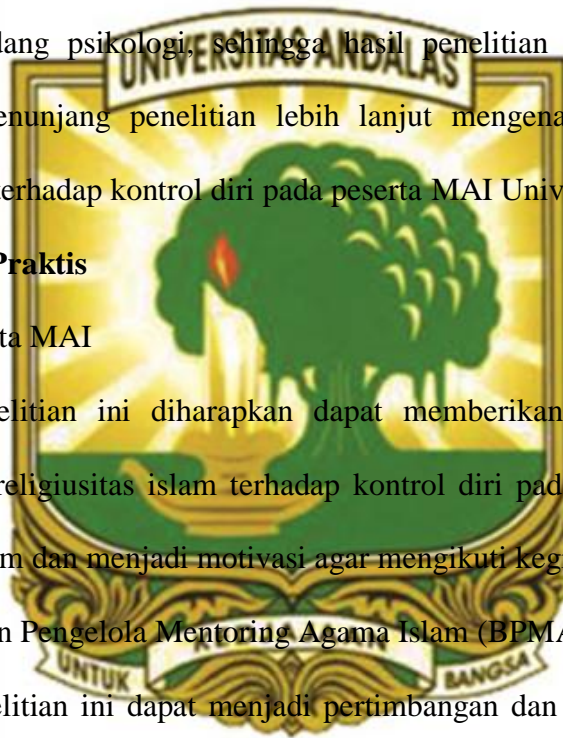 dang psikologi, sehingga hasil penelitian
UNIVERSITAS ANDALAS
enunjang penelitian lebih lanjut mengena
terhadap kontrol diri pada peserta MAI Univ
Praktis
ta MAI
elitian ini diharapkan dapat memberikan
religiusitas islam terhadap kontrol diri pad
m dan menjadi motivasi agar mengikuti keg
n Pengelola Mentoring Agama Islam (BPMA
UNTUK KEDJAJAAN BANGSA
elitian ini dapat menjadi pertimbangan dan